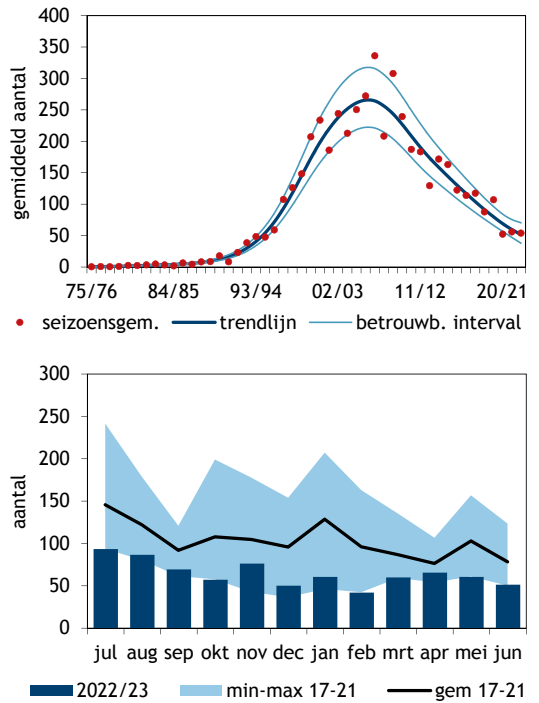 400
350
300
250
200
150
100
50
0
gemiddeld aantal
75/76 84/85 93/94 02/03 11/12 20/21
seizoensgem. trendlijn betrouwb. interval
300
250
200
150
100
50
0
aantal
jul aug sep okt nov dec jan feb mrt apr mei jun
2022/23 min-max 17-21 gem 17-21